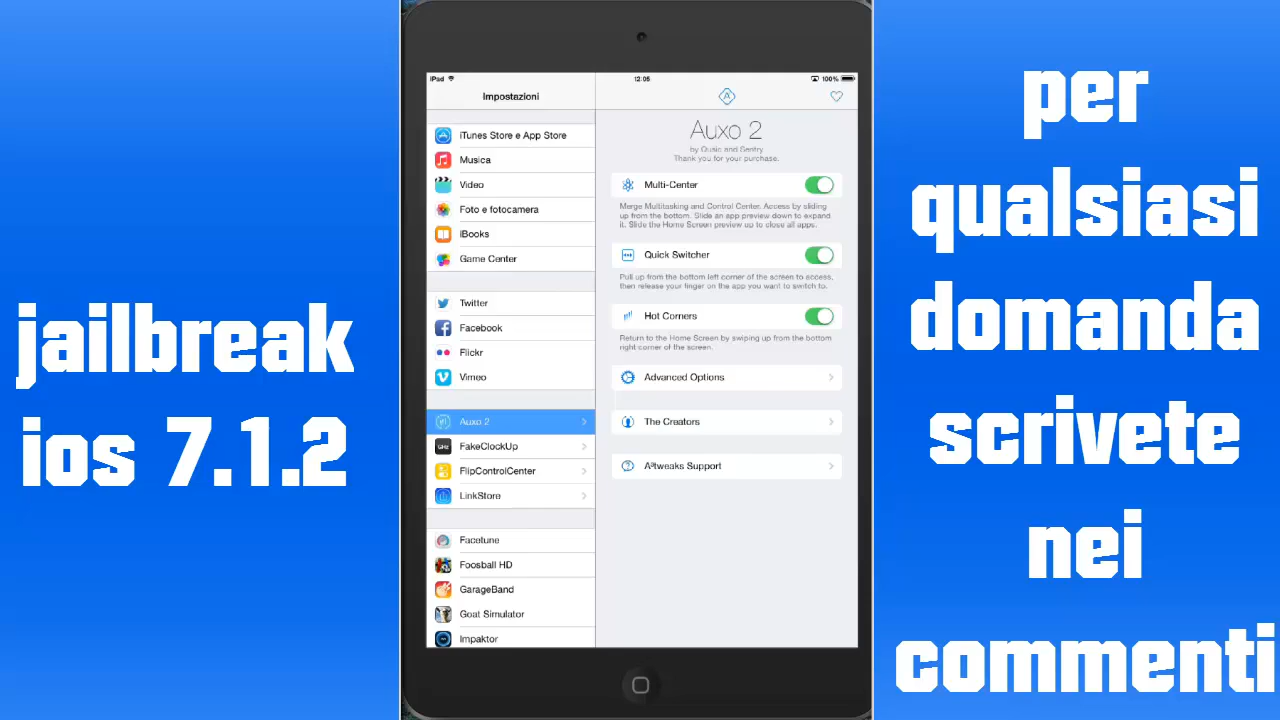 jailbreak
ios 7.1.2
iPad
12:05
100%
Impostazioni
iTunes Store e App Store
Musica
Video
Foto e fotocamera
iBooks
Game Center
Twitter
Facebook
Flickr
Vimeo
Auxo 2
FakeClockUp
FlipControlCenter
LinkStore
Facetune
Foosball HD
GarageBand
Goat Simulator
Impaktor
Auxo 2
by Qusic and Sentry
Thank you for your purchase.
Multi-Center
Merge Multitasking and Control Center. Access by sliding
up from the bottom. Slide an app preview down to expand
it. Slide the Home Screen preview up to close all apps.
Quick Switcher
Pull up from the bottom left corner of the screen to access,
then release your finger on the app you want to switch to.
Hot Corners
Return to the Home Screen by swiping up from the bottom
right corner of the screen.
Advanced Options
The Creators
A³tweaks Support
per
qualsiasi
domanda
scrivete
nei
commenti